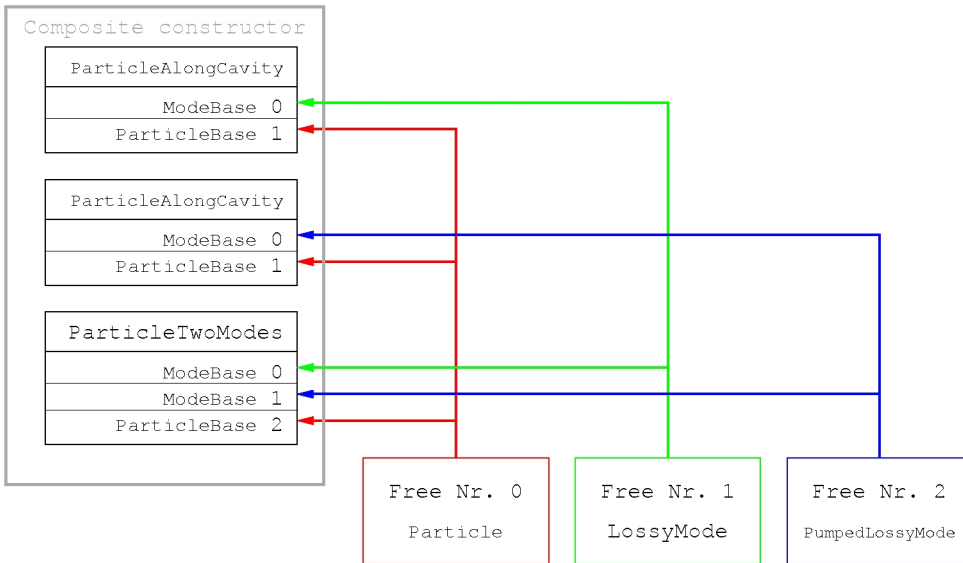 Composite constructor
ParticleAlongCavity
ModeBase 0
ParticleBase 1
ParticleAlongCavity
ModeBase 0
ParticleBase 1
ParticleTwoModes
ModeBase 0
ModeBase 1
ParticleBase 2
Free Nr. 0
Particle
Free Nr. 1
LossyMode
Free Nr. 2
PumpedLossyMode